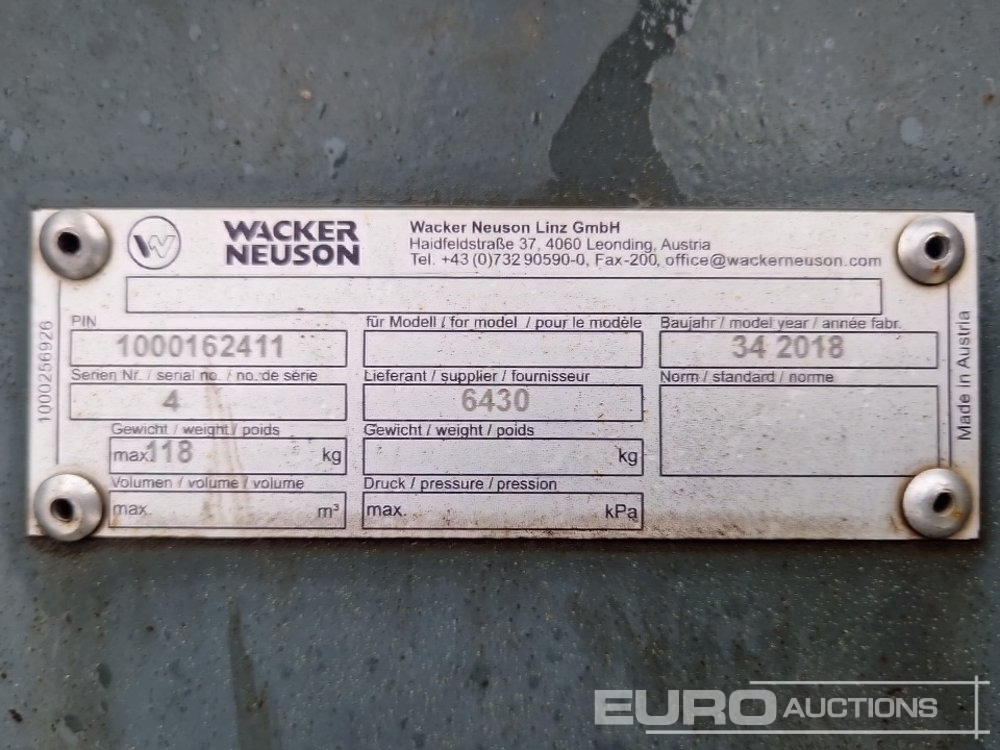 W
WACKER NEUSON
Wacker Neuson Linz GmbH
Haidfeldstraße 37, 4060 Leonding, Austria
Tel. +43 (0)732 90590-0, Fax-200, office@wackerneuson.com
PIN
1000162411
für Modell / for model / pour le modèle
Baujahr / model year / année fabr.
34 2018
Serien Nr. / serial no. / no. de série
4
Lieferant / supplier / fournisseur
6430
Norm / standard / norme
Gewicht / weight / poids
max.118 kg
Gewicht / weight / poids
kg
Volumen / volume / volume
max. m³
Druck / pressure / pression
max. kPa
1000256926
Made in Austria
EURO AUCTIONS